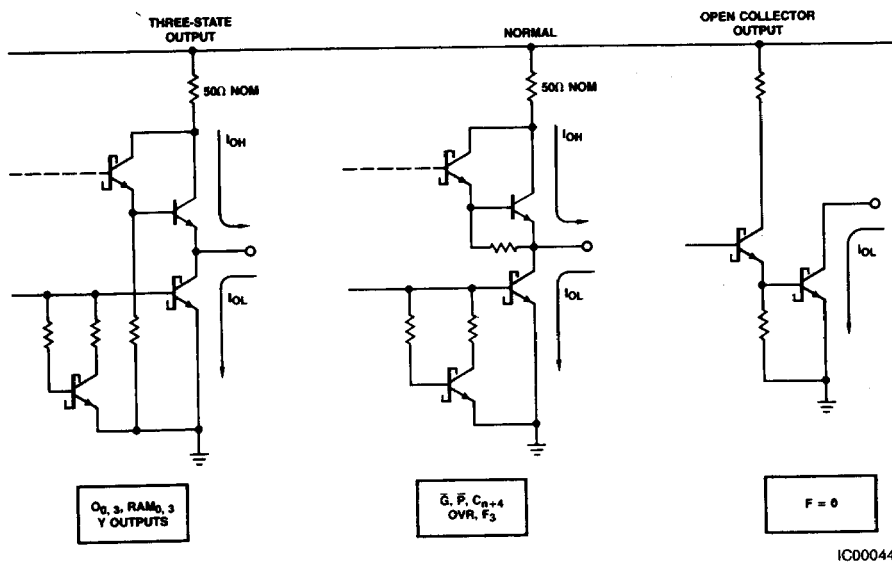 THREE-STATE
OUTPUT
NORMAL
OPEN COLLECTOR
OUTPUT
50Ω NOM
50Ω NOM
IOH
IOH
IOL
IOL
IOL
O0, 3, RAM0, 3
Y OUTPUTS
G̅, P̅, Cn+4
OVR, F3
F = 0
IC00044